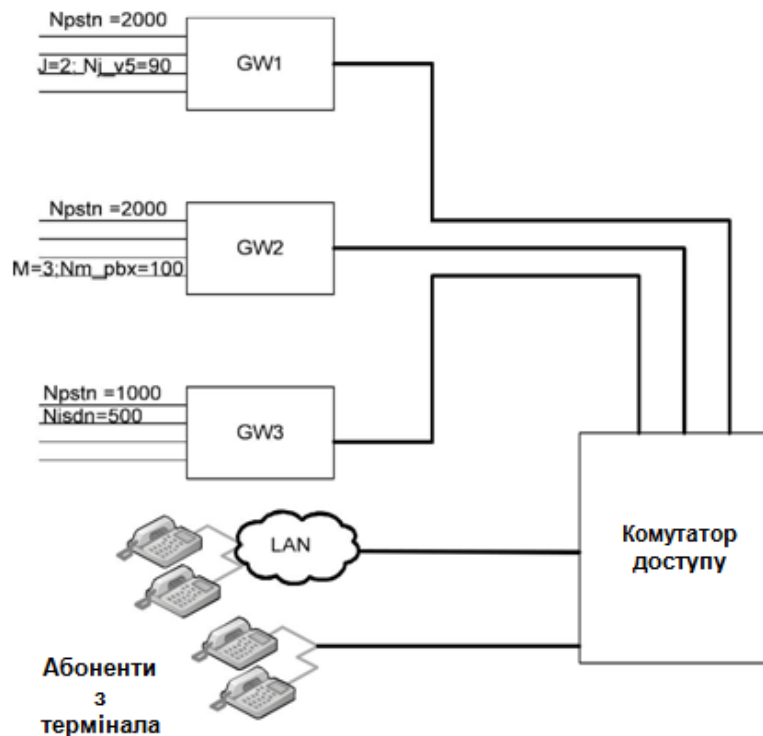 Npstn =2000
J=2; Nj_v5=90
GW1
Npstn =2000
M=3;Nm_pbx=100
GW2
Npstn =1000
Nisdn=500
GW3
LAN
Комутатор
доступу
Абоненти
з
термінала